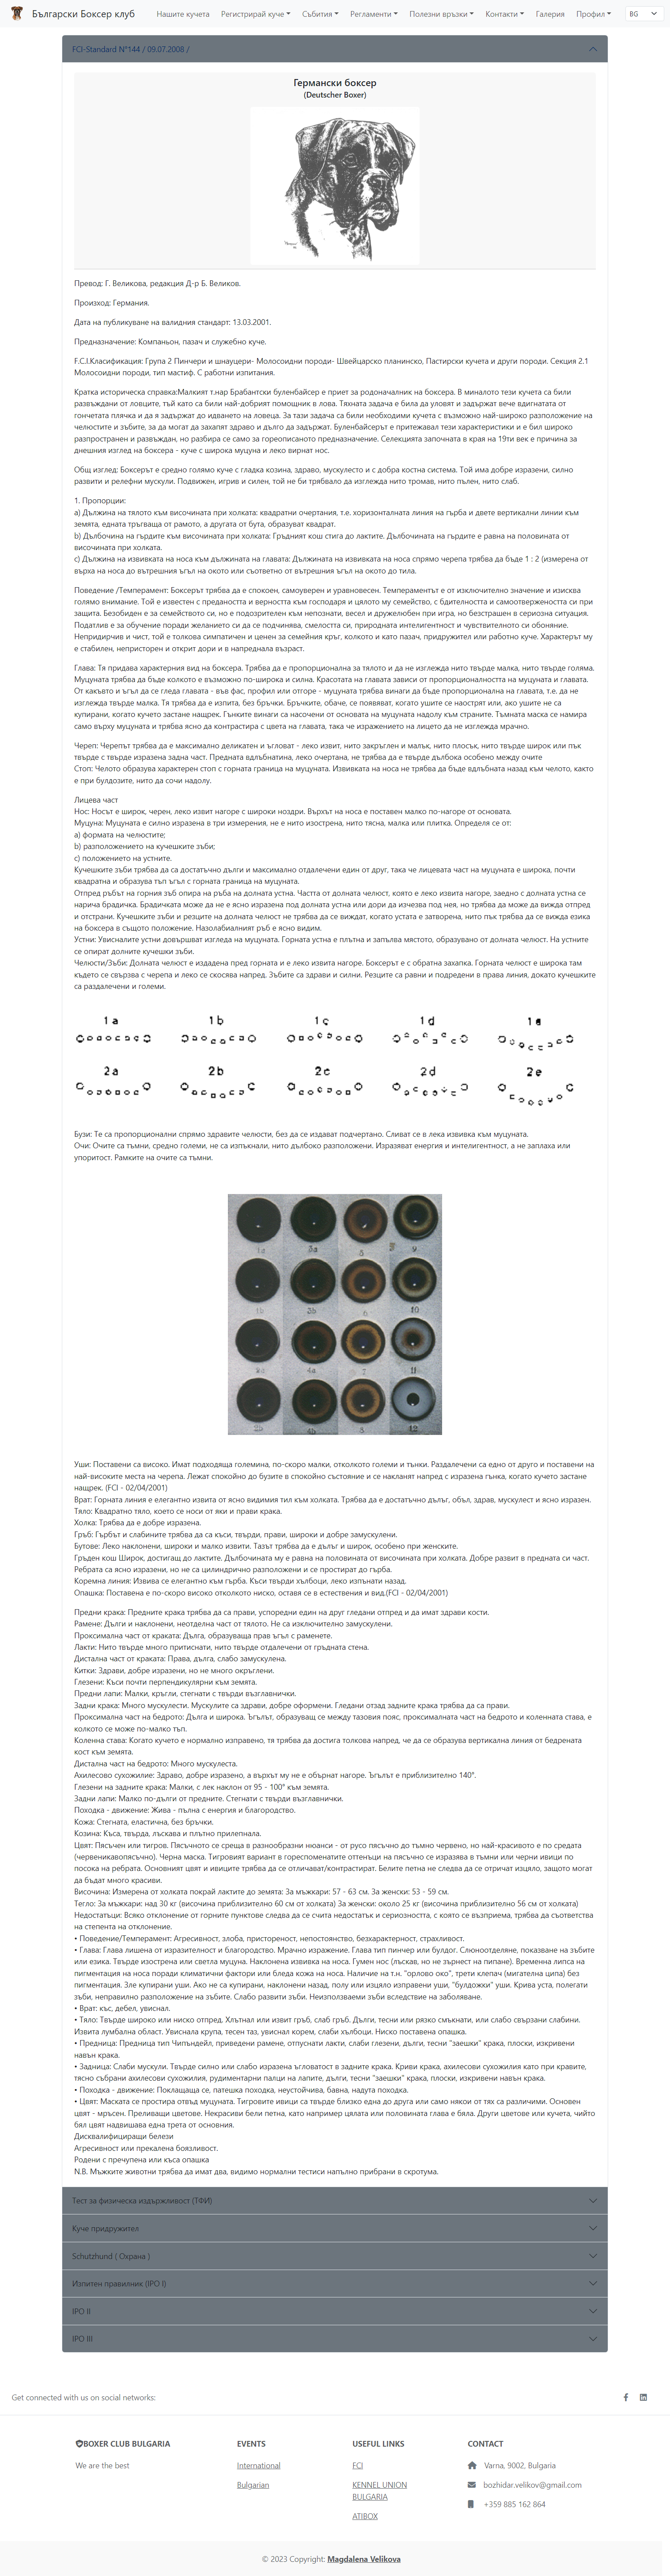 Български Боксер клуб
Нашите кучета
Регистрирай куче
Събития
Регламенти
Полезни връзки
Контакти
Галерия
Профил
BG
FCI-Standard N°144 / 09.07.2008 /
Германски боксер
(Deutscher Boxer)
Превод: Г. Великова, редакция Д-р Б. Великов.
Произход: Германия.
Дата на публикуване на валидния стандарт: 13.03.2001.
Предназначение: Компаньон, пазач и служебно куче.
F.C.I.Класификация: Група 2 Пинчери и шнауцери- Молосоидни породи- Швейцарско планинско, Пастирски кучета и други породи. Секция 2.1
Молосоидни породи, тип мастиф. С работни изпитания.
Кратка историческа справка:Малкият т.нар Брабантски буленбайсер е приет за родоначалник на боксера. В миналото тези кучета са били
развъждани от ловците, тъй като са били най-добрият помощник в лова. Тяхната задача е била да уловят и задържат вече вдигнатата от
гончетата плячка и да я задържат до идването на ловеца. За тази задача са били необходими кучета с възможно най-широко разположение на
челюстите и зъбите, за да могат да захапят здраво и дълго да задържат. Буленбайсерът е притежавал тези характеристики и е бил широко
разпространен и развъждан, но разбира се само за гореописаното предназначение. Селекцията започната в края на 19ти век е причина за
днешния изглед на боксера - куче с широка муцуна и леко вирнат нос.
Общ изглед: Боксерът е средно голямо куче с гладка козина, здраво, мускулесто и с добра костна система. Той има добре изразени, силно
развити и релефни мускули. Подвижен, игрив и силен, той не би трябвало да изглежда нито тромав, нито пълен, нито слаб.
1. Пропорции:
a) Дължина на тялото към височината при холката: квадратни очертания, т.е. хоризонталната линия на гърба и двете вертикални линии към
земята, едната тръгваща от рамото, а другата от бута, образуват квадрат.
b) Дълбочина на гърдите към височината при холката: Гръдният кош стига до лактите. Дълбочината на гърдите е равна на половината от
височината при холката.
c) Дължина на извивката на носа към дължината на главата: Дължината на извивката на носа спрямо черепа трябва да бъде 1 : 2 (измерена от
върха на носа до вътрешния ъгъл на окото или съответно от вътрешния ъгъл на окото до тила.
Поведение /Темперамент: Боксерът трябва да е спокоен, самоуверен и уравновесен. Темпераментът е от изключително значение и изисква
голямо внимание. Той е известен с предаността и верността към господаря и цялото му семейство, с бдителността и самоотвержеността си при
защита. Безобиден е за семейството си, но е подозрителен към непознати, весел и дружелюбен при игра, но безстрашен в сериозна ситуация.
Податлив е за обучение поради желанието си да се подчинява, смелостта си, природната интелигентност и чувствителното си обоняние.
Непридирчив и чист, той е толкова симпатичен и ценен за семейния кръг, колкото и като пазач, придружител или работно куче. Характерът му
е стабилен, непристорен и открит дори и в напреднала възраст.
Глава: Тя придава характерния вид на боксера. Трябва да е пропорционална за тялото и да не изглежда нито твърде малка, нито твърде голяма.
Муцуната трябва да бъде колкото е възможно по-широка и силна. Красотата на главата зависи от пропорционалността на муцуната и главата.
От какъвто и ъгъл да се гледа главата - във фас, профил или отгоре - муцуната трябва винаги да бъде пропорционална на главата, т.е. да не
изглежда твърде малка. Тя трябва да е изпита, без бръчки. Бръчките, обаче, се появяват, когато ушите се наострят или, ако ушите не са
купирани, когато кучето застане нащрек. Гънките винаги са насочени от основата на муцуната надолу към страните. Тъмната маска се намира
само върху муцуната и трябва ясно да контрастира с цвета на главата, така че изражението на лицето да не изглежда мрачно.
Череп: Черепът трябва да е максимално деликатен и ъгловат - леко извит, нито закръглен и малък, нито плосък, нито твърде широк или пък
твърде с твърде изразена задна част. Предната вдлъбнатина, леко очертана, не трябва да е твърде дълбока особено между очите
Стоп: Челото образува характерен стоп с горната граница на муцуната. Извивката на носа не трябва да бъде вдлъбната назад към челото, както
е при булдозите, нито да сочи надолу.
Лицева част
Нос: Носът е широк, черен, леко извит нагоре с широки ноздри. Върхът на носа е поставен малко по-нагоре от основата.
Муцуна: Муцуната е силно изразена в три измерения, не е нито изострена, нито тясна, малка или плитка. Определя се от:
a) формата на челюстите;
b) разположението на кучешките зъби;
c) положението на устните.
Кучешките зъби трябва да са достатъчно дълги и максимално отдалечени един от друг, така че лицевата част на муцуната е широка, почти
квадратна и образува тъп ъгъл с горната граница на муцуната.
Отпред ръбът на горния зъб опира на ръба на долната устна. Частта от долната челюст, която е леко извита нагоре, заедно с долната устна се
нарича брадичка. Брадичката може да не е ясно изразена под долната устна или дори да изчезва под нея, но трябва да може да вижда отпред
и отстрани. Кучешките зъби и резците на долната челюст не трябва да се виждат, когато устата е затворена, нито пък трябва да се вижда езика
на боксера в същото положение. Назолабиалният ръб е ясно видим.
Устни: Увисналите устни довършват изгледа на муцуната. Горната устна е плътна и запълва мястото, образувано от долната челюст. На устните
се опират долните кучешки зъби.
Челюсти/Зъби: Долната челюст е издадена пред горната и е леко извита нагоре. Боксерът е с обратна захапка. Горната челюст е широка там
където се свързва с черепа и леко се скосява напред. Зъбите са здрави и силни. Резците са равни и подредени в права линия, докато кучешките
са раздалечени и големи.
1a 1b 1c 1d 1e
2a 2b 2c 2d 2e
Бузи: Те са пропорционални спрямо здравите челюсти, без да се издават подчертано. Сливат се в лека извивка към муцуната.
Очи: Очите са тъмни, средно големи, не са изпъкнали, нито дълбоко разположени. Изразяват енергия и интелигентност, а не заплаха или
упоритост. Рамките на очите са тъмни.
Уши: Поставени са високо. Имат подходяща големина, по-скоро малки, отколкото големи и тънки. Раздалечени са едно от друго и поставени на
най-високите места на черепа. Лежат спокойно до бузите в спокойно състояние и се накланят напред с изразена гънка, когато кучето застане
нащрек. (FCI - 02/04/2001)
Врат: Горната линия е елегантно извита от ясно видимия тил към холката. Трябва да е достатъчно дълъг, объл, здрав, мускулест и ясно изразен.
Тяло: Квадратно тяло, което се носи от яки и прави крака.
Холка: Трябва да е добре изразена.
Гръб: Гърбът и слабините трябва да са къси, твърди, прави, широки и добре замускулени.
Бутове: Леко наклонени, широки и малко извити. Тазът трябва да е дълъг и широк, особено при женските.
Гръден кош Широк, достигащ до лактите. Дълбочината му е равна на половината от височината при холката. Добре развит в предната си част.
Ребрата са ясно изразени, но не са цилиндрично разположени и се простират до гърба.
Коремна линия: Извива се елегантно към гърба. Къси твърди хълбоци, леко изпънати назад.
Опашка: Поставена е по-скоро високо отколкото ниско, оставя се в естествения и вид.(FCI - 02/04/2001)
Предни крака: Предните крака трябва да са прави, успоредни един на друг гледани отпред и да имат здрави кости.
Рамене: Дълги и наклонени, неотделна част от тялото. Не са изключително замускулени.
Проксимална част от краката: Дълга, образуваща прав ъгъл с раменете.
Лакти: Нито твърде много притиснати, нито твърде отдалечени от гръдната стена.
Дистална част от краката: Права, дълга, слабо замускулена.
Китки: Здрави, добре изразени, но не много окръглени.
Глезени: Къси почти перпендикулярни към земята.
Предни лапи: Малки, кръгли, стегнати с твърди възглавнички.
Задни крака: Много мускулести. Мускулите са здрави, добре оформени. Гледани отзад задните крака трябва да са прави.
Проксимална част на бедрото: Дълга и широка. Ъгълът, образуващ се между тазовия пояс, проксималната част на бедрото и коленната става, е
колкото се може по-малко тъп.
Коленна става: Когато кучето е нормално изправено, тя трябва да достига толкова напред, че да се образува вертикална линия от бедрената
кост към земята.
Дистална част на бедрото: Много мускулеста.
Ахилесово сухожилие: Здраво, добре изразено, а върхът му не е обърнат нагоре. Ъгълът е приблизително 140°.
Глезени на задните крака: Малки, с лек наклон от 95 - 100° към земята.
Задни лапи: Малко по-дълги от предните. Стегнати с твърди възглавнички.
Походка - движение: Жива - пълна с енергия и благородство.
Кожа: Стегната, еластична, без бръчки.
Козина: Къса, твърда, лъскава и плътно прилепнала.
Цвят: Пясъчен или тигров. Пясъчното се среща в разнообразни нюанси - от русо пясъчно до тъмно червено, но най-красивото е по средата
(червеникавопясъчно). Черна маска. Тигровият вариант в гореспоменатите оттенъци на пясъчно се изразява в тъмни или черни ивици по
посока на ребрата. Основният цвят и ивиците трябва да се отличават/контрастират. Белите петна не следва да се отричат изцяло, защото могат
да бъдат много красиви.
Височина: Измерена от холката покрай лактите до земята: За мъжкари: 57 - 63 см. За женски: 53 - 59 см.
Тегло: За мъжкари: над 30 кг (височина приблизително 60 см от холката) За женски: около 25 кг (височина приблизително 56 см от холката)
Недостатъци: Всяко отклонение от горните пунктове следва да се счита недостатък и сериозността, с която се възприема, трябва да съответства
на степента на отклонение.
• Поведение/Темперамент: Агресивност, злоба, пристореност, непостоянство, безхарактерност, страхливост.
• Глава: Глава лишена от изразителност и благородство. Мрачно изражение. Глава тип пинчер или булдог. Слюноотделяне, показване на зъбите
или езика. Твърде изострена или светла муцуна. Наклонена извивка на носа. Гумен нос (лъскав, но не зърнест на пипане). Временна липса на
пигментация на носа поради климатични фактори или бледа кожа на носа. Наличие на т.н. "орлово око", трети клепач (мигателна ципа) без
пигментация. Зле купирани уши. Ако не са купирани, наклонени назад, полу или изцяло изправени уши, "булдожки" уши. Крива уста, полегати
зъби, неправилно разположение на зъбите. Слабо развити зъби. Неизползваеми зъби вследствие на заболяване.
• Врат: къс, дебел, увиснал.
• Тяло: Твърде широко или ниско отпред. Хлътнал или извит гръб, слаб гръб. Дълги, тесни или рязко смъкнати, или слабо свързани слабини.
Извита лумбална област. Увиснала крупа, тесен таз, увиснал корем, слаби хълбоци. Ниско поставена опашка.
• Предница: Предница тип Чипъндейл, приведени рамене, отпуснати лакти, слаби глезени, дълги, тесни "заешки" крака, плоски, изкривени
навън крака.
• Задница: Слаби мускули. Твърде силно или слабо изразена ъгловатост в задните крака. Криви крака, ахилесови сухожилия като при кравите,
тясно събрани ахилесови сухожилия, рудиментарни палци на лапите, дълги, тесни "заешки" крака, плоски, изкривени навън крака.
• Походка - движение: Поклащаща се, патешка походка, неустойчива, бавна, надута походка.
• Цвят: Маската се простира отвъд муцуната. Тигровите ивици са твърде близко една до друга или само някои от тях са различими. Основен
цвят - мръсен. Преливащи цветове. Некрасиви бели петна, като например цялата или половината глава е бяла. Други цветове или кучета, чийто
бял цвят надвишава една трета от основния.
Дисквалифициращи белези
Агресивност или прекалена боязливост.
Родени с пречупена или къса опашка
N.B. Мъжките животни трябва да имат два, видимо нормални тестиси напълно прибрани в скротума.
Тест за физическа издържливост (ТФИ)
Куче придружител
Schutzhund ( Охрана )
Изпитен правилник (IPO I)
IPO II
IPO III
Get connected with us on social networks:
BOXER CLUB BULGARIA
We are the best
EVENTS
International
Bulgarian
USEFUL LINKS
FCI
KENNEL UNION
BULGARIA
ATIBOX
CONTACT
Varna, 9002, Bulgaria
bozhidar.velikov@gmail.com
+359 885 162 864
© 2023 Copyright: Magdalena Velikova